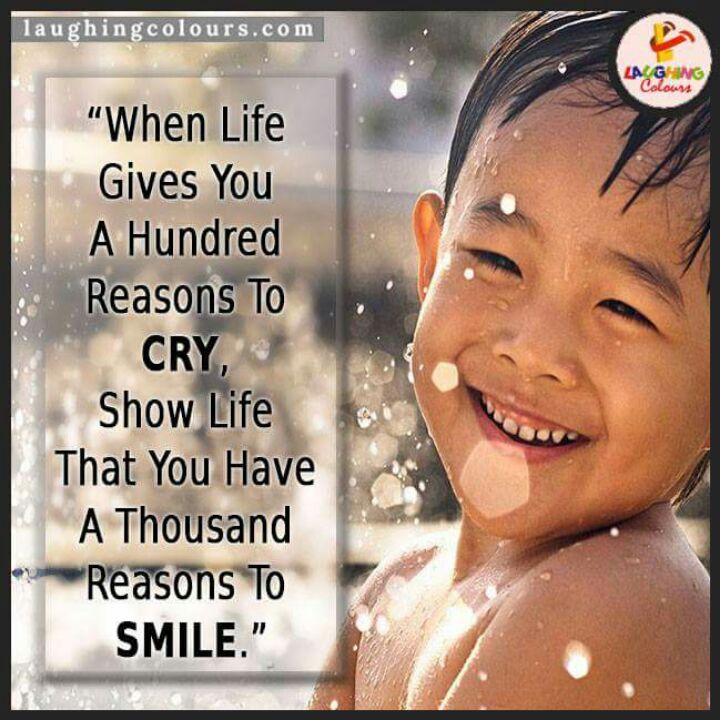 laughingcolours.com
LAUGHING
Colours
“When Life
Gives You
A Hundred
Reasons To
CRY,
Show Life
That You Have
A Thousand
Reasons To
SMILE.”